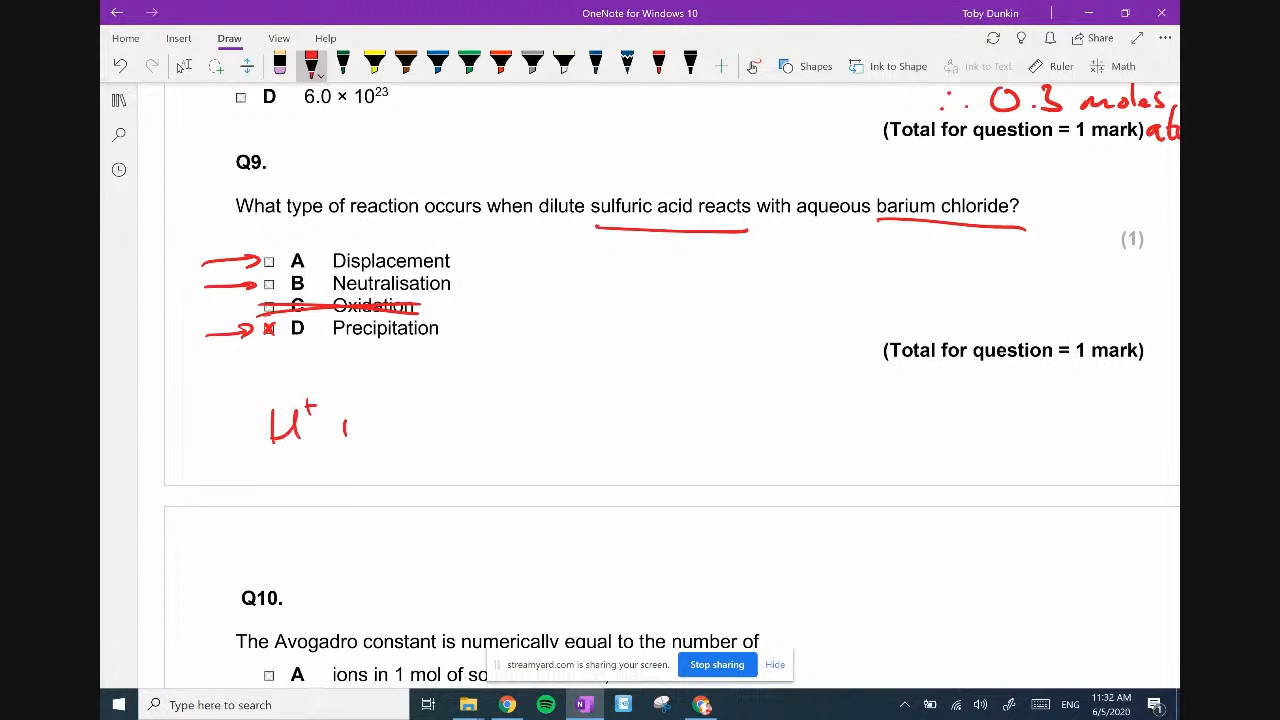 OneNote for Windows 10
Toby Dunkin
Home Insert Draw View Help
Share
Shapes Ink to Shape Ink to Text Ruler Math
D 6.0 × 10²³
∴ 0.3 moles,
(Total for question = 1 mark)
Q9.
What type of reaction occurs when dilute sulfuric acid reacts with aqueous barium chloride?
(1)
A Displacement
B Neutralisation
C Oxidation
D Precipitation
(Total for question = 1 mark)
H⁺
Q10.
The Avogadro constant is numerically equal to the number of
A ions in 1 mol of
streamyard.com is sharing your screen. Stop sharing Hide
Type here to search
ENG
11:32 AM
6/5/2020